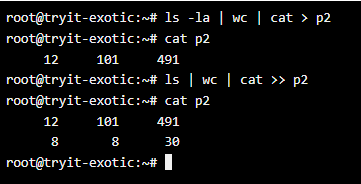 root@tryit-exotic:~# ls -la | wc | cat > p2
root@tryit-exotic:~# cat p2
     12     101     491
root@tryit-exotic:~# ls | wc | cat >> p2
root@tryit-exotic:~# cat p2
     12     101     491
      8       8      30
root@tryit-exotic:~#